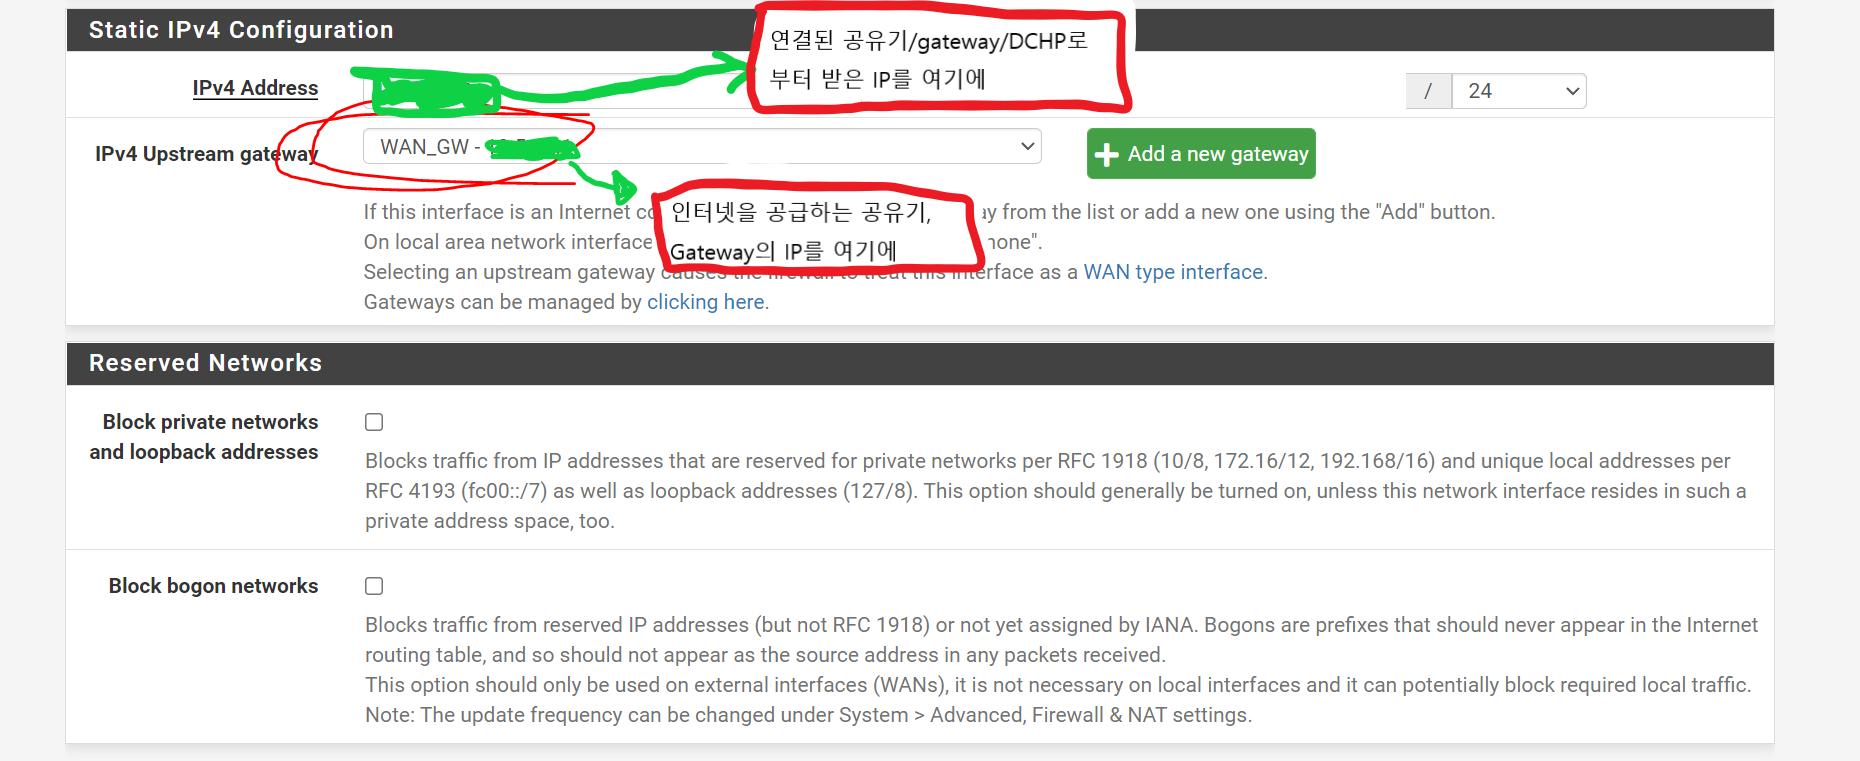 Static IPv4 Configuration
연결된 공유기/gateway/DCHP로
부터 받은 IP를 여기에
IPv4 Address
/ 24
IPv4 Upstream gateway
WAN_GW -
Add a new gateway
인터넷을 공급하는 공유기,
Gateway의 IP를 여기에
If this interface is an Internet from the list or add a new one using the "Add" button.
On local area network interface
Selecting an upstream gateway causes the firewall to treat this interface as a WAN type interface.
Gateways can be managed by clicking here.
Reserved Networks
Block private networks
and loopback addresses
Blocks traffic from IP addresses that are reserved for private networks per RFC 1918 (10/8, 172.16/12, 192.168/16) and unique local addresses per
RFC 4193 (fc00::/7) as well as loopback addresses (127/8). This option should generally be turned on, unless this network interface resides in such a
private address space, too.
Block bogon networks
Blocks traffic from reserved IP addresses (but not RFC 1918) or not yet assigned by IANA. Bogons are prefixes that should never appear in the Internet
routing table, and so should not appear as the source address in any packets received.
This option should only be used on external interfaces (WANs), it is not necessary on local interfaces and it can potentially block required local traffic.
Note: The update frequency can be changed under System > Advanced, Firewall & NAT settings.